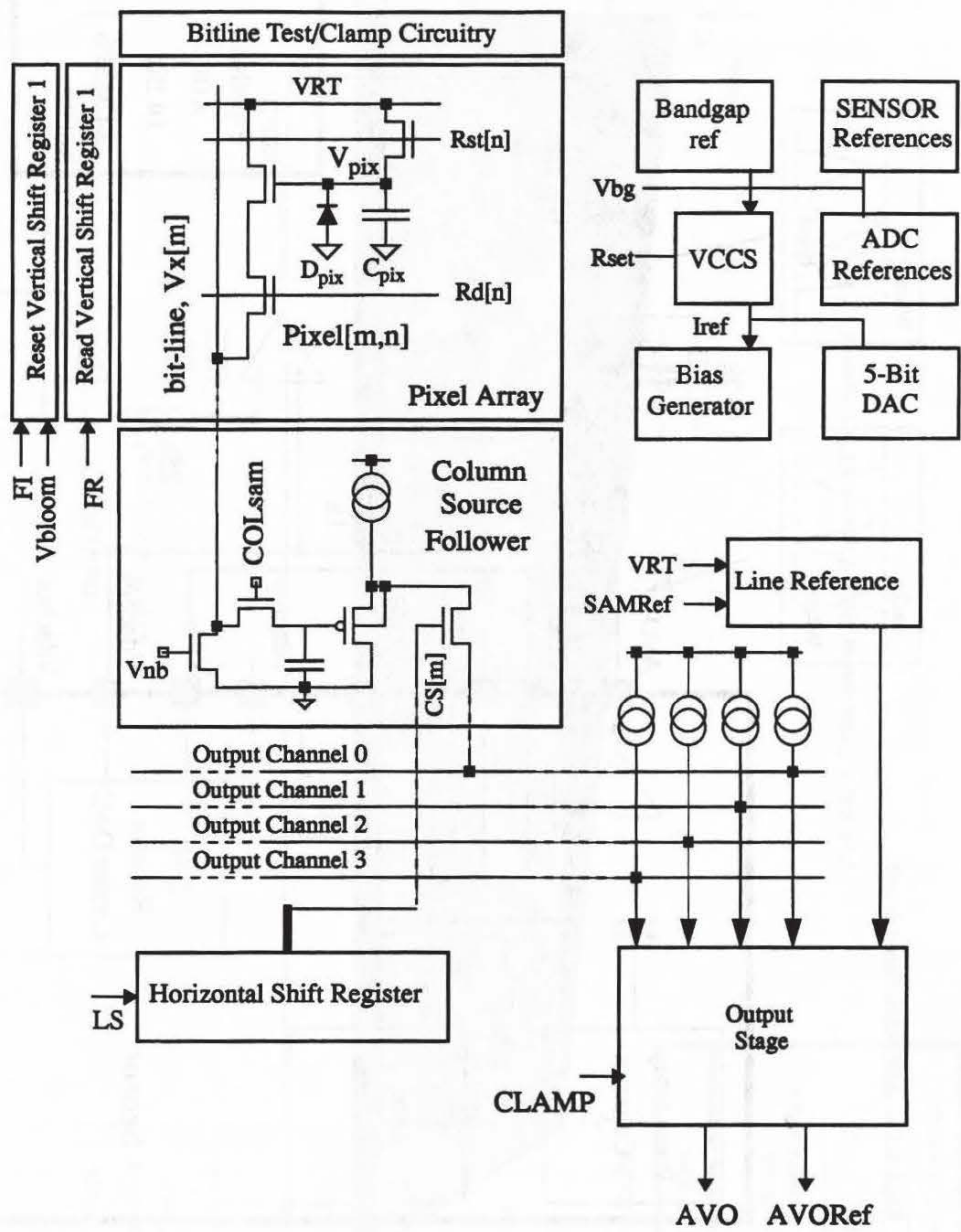 Bitline Test/Clamp Circuitry
Reset Vertical Shift Register 1
Read Vertical Shift Register 1
FI
Vbloom
FR
VRT
Rst[n]
Vpix
bit-line, Vx[m]
Dpix
Cpix
Rd[n]
Pixel[m,n]
Pixel Array
Bandgap
ref
SENSOR
References
Vbg
Rset
VCCS
ADC
References
Iref
Bias
Generator
5-Bit
DAC
Column
Source
Follower
COLsam
Vnb
CS[m]
VRT
SAMRef
Line Reference
Output Channel 0
Output Channel 1
Output Channel 2
Output Channel 3
Horizontal Shift Register
LS
Output
Stage
CLAMP
AVO
AVORef